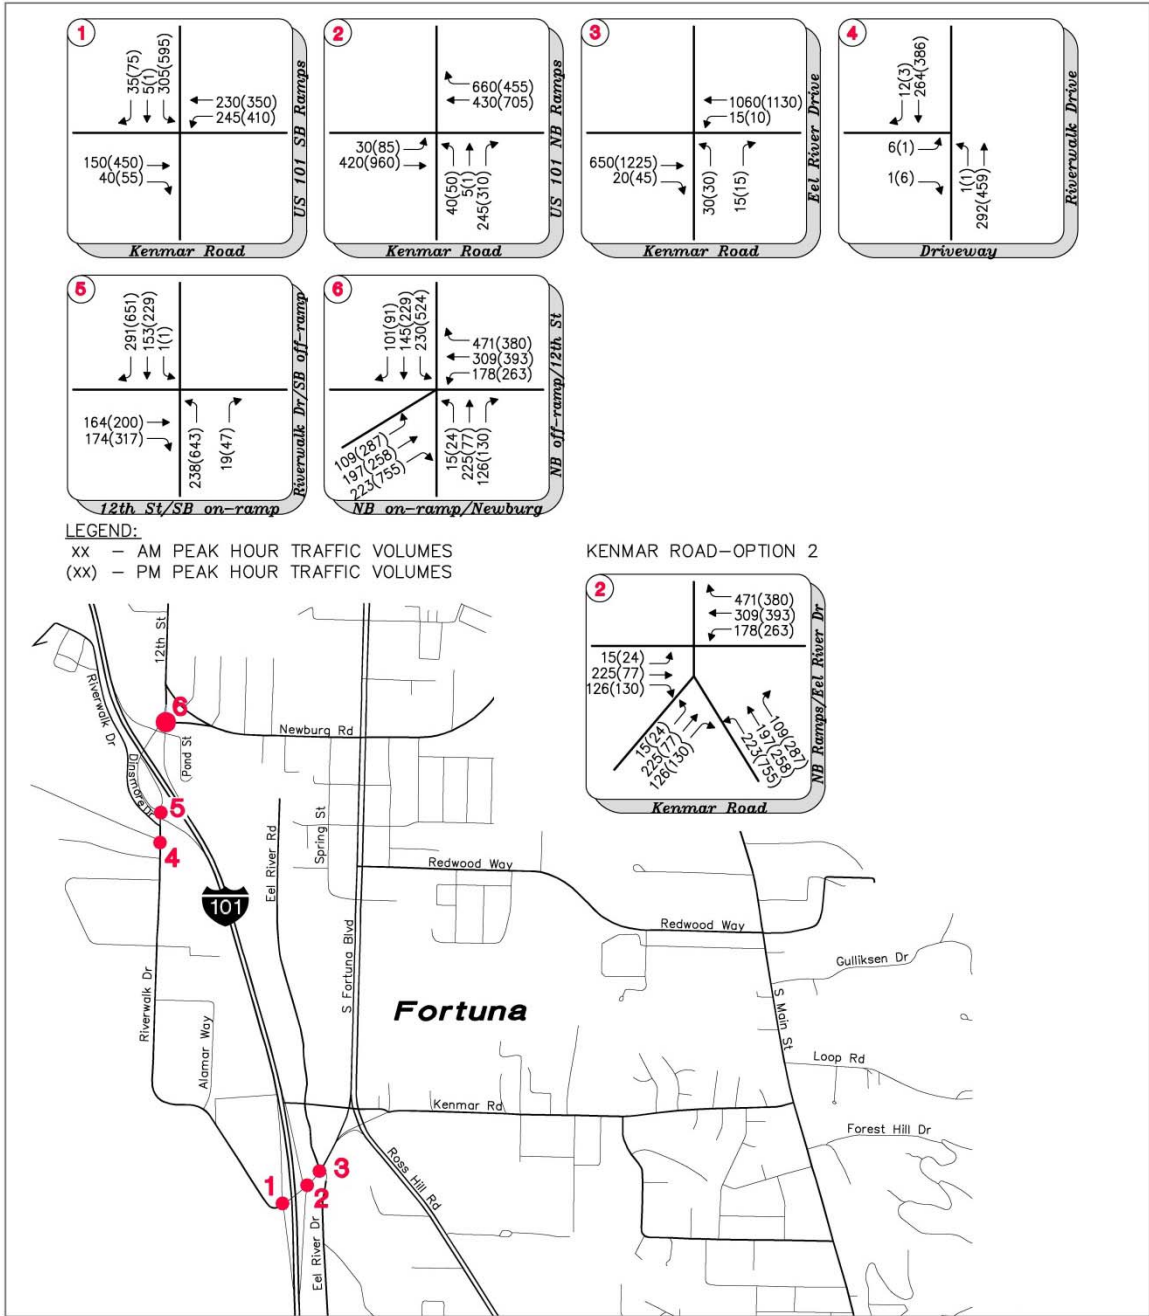 1
35(75)
5(1)
305(595)
230(350)
245(410)
150(450)
40(55)
US 101 SB Ramps
Kenmar Road
2
660(455)
430(705)
30(85)
420(960)
40(50)
5(1)
245(310)
US 101 NB Ramps
Kenmar Road
3
1060(1130)
15(10)
650(1225)
20(45)
30(30)
15(15)
Eel River Drive
Kenmar Road
4
12(3)
264(386)
6(1)
1(6)
1(1)
292(459)
Riverwalk Drive
Driveway
5
291(651)
153(229)
1(1)
164(200)
174(317)
238(643)
19(47)
Riverwalk Dr/SB off-ramp
12th St/SB on-ramp
6
101(91)
145(229)
230(524)
471(380)
309(393)
178(263)
109(287)
197(258)
223(755)
15(24)
225(77)
126(130)
NB off-ramp/12th St
NB on-ramp/Newburg
LEGEND:
xx – AM PEAK HOUR TRAFFIC VOLUMES
(xx) – PM PEAK HOUR TRAFFIC VOLUMES
KENMAR ROAD-OPTION 2
2
471(380)
309(393)
178(263)
15(24)
225(77)
126(130)
15(24)
225(77)
126(130)
109(287)
197(258)
223(755)
NB Ramps/Eel River Dr
Kenmar Road
12th St
6
Riverwalk Dr
Newburg Rd
Pond St
Dinsmore Dr
5
4
Eel River Rd
Spring St
Redwood Way
101
Redwood Way
S Fortuna Blvd
Gulliksen Dr
Riverwalk Dr
Fortuna
S Main St
Alamar Way
Loop Rd
Kenmar Rd
Forest Hill Dr
Ross Hill Rd
3
1
2
Eel River Dr